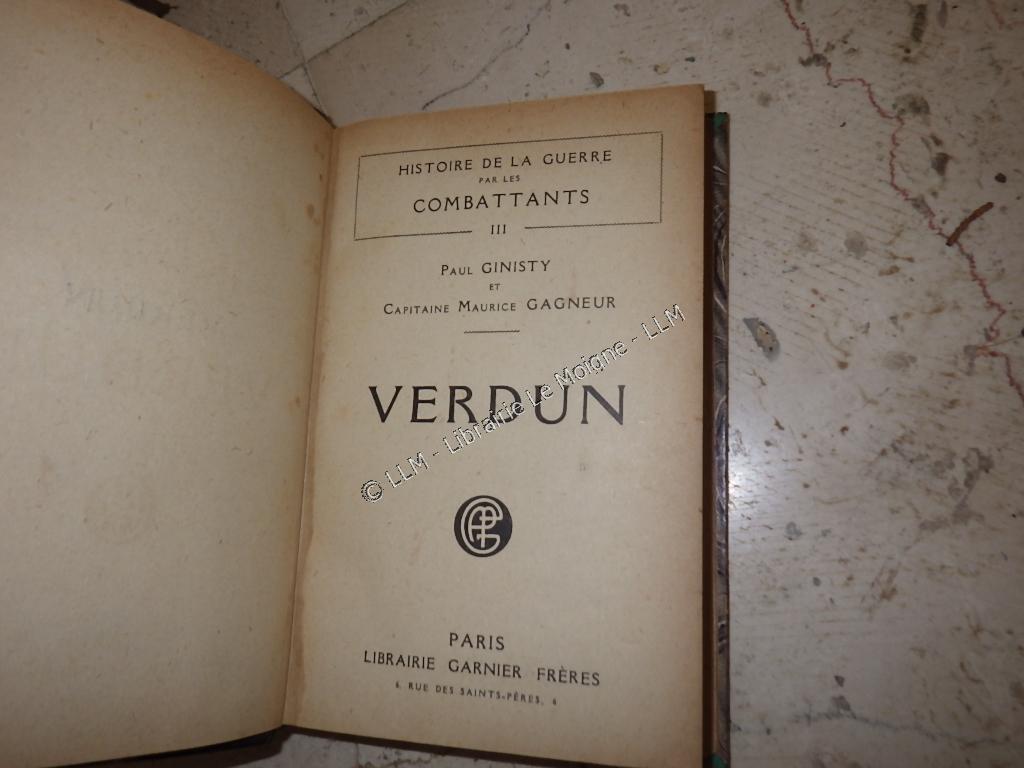 HISTOIRE DE LA GUERRE
PAR LES
COMBATTANTS
III
PAUL GINISTY
ET
CAPITAINE MAURICE GAGNEUR
VERDUN
© LLM - Librairie Le Moigne - LLM
PARIS
LIBRAIRIE GARNIER FRÈRES
6, RUE DES SAINTS-PÈRES, 6